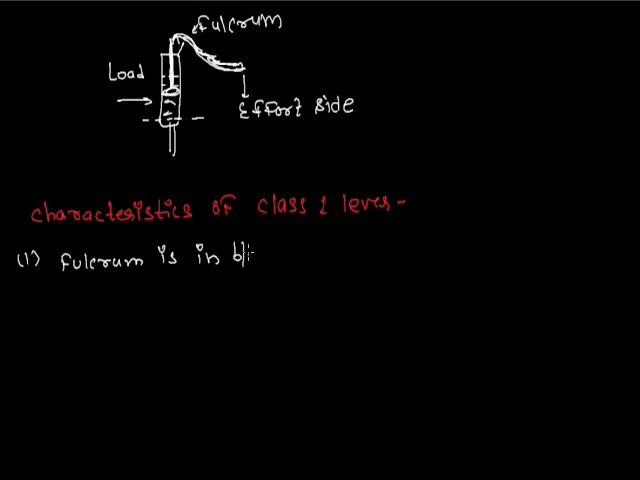 fulcrum
Load
Effort side
characteristics of class 1 lever-
(1) fulcrum is in b/